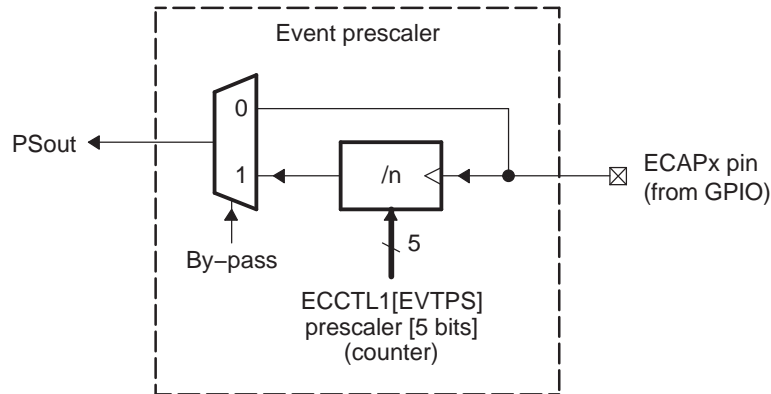 Event prescaler
0
PSout
ECAPx pin
(from GPIO)
1
/n
5
By−pass
ECCTL1[EVTPS]
prescaler [5 bits]
(counter)